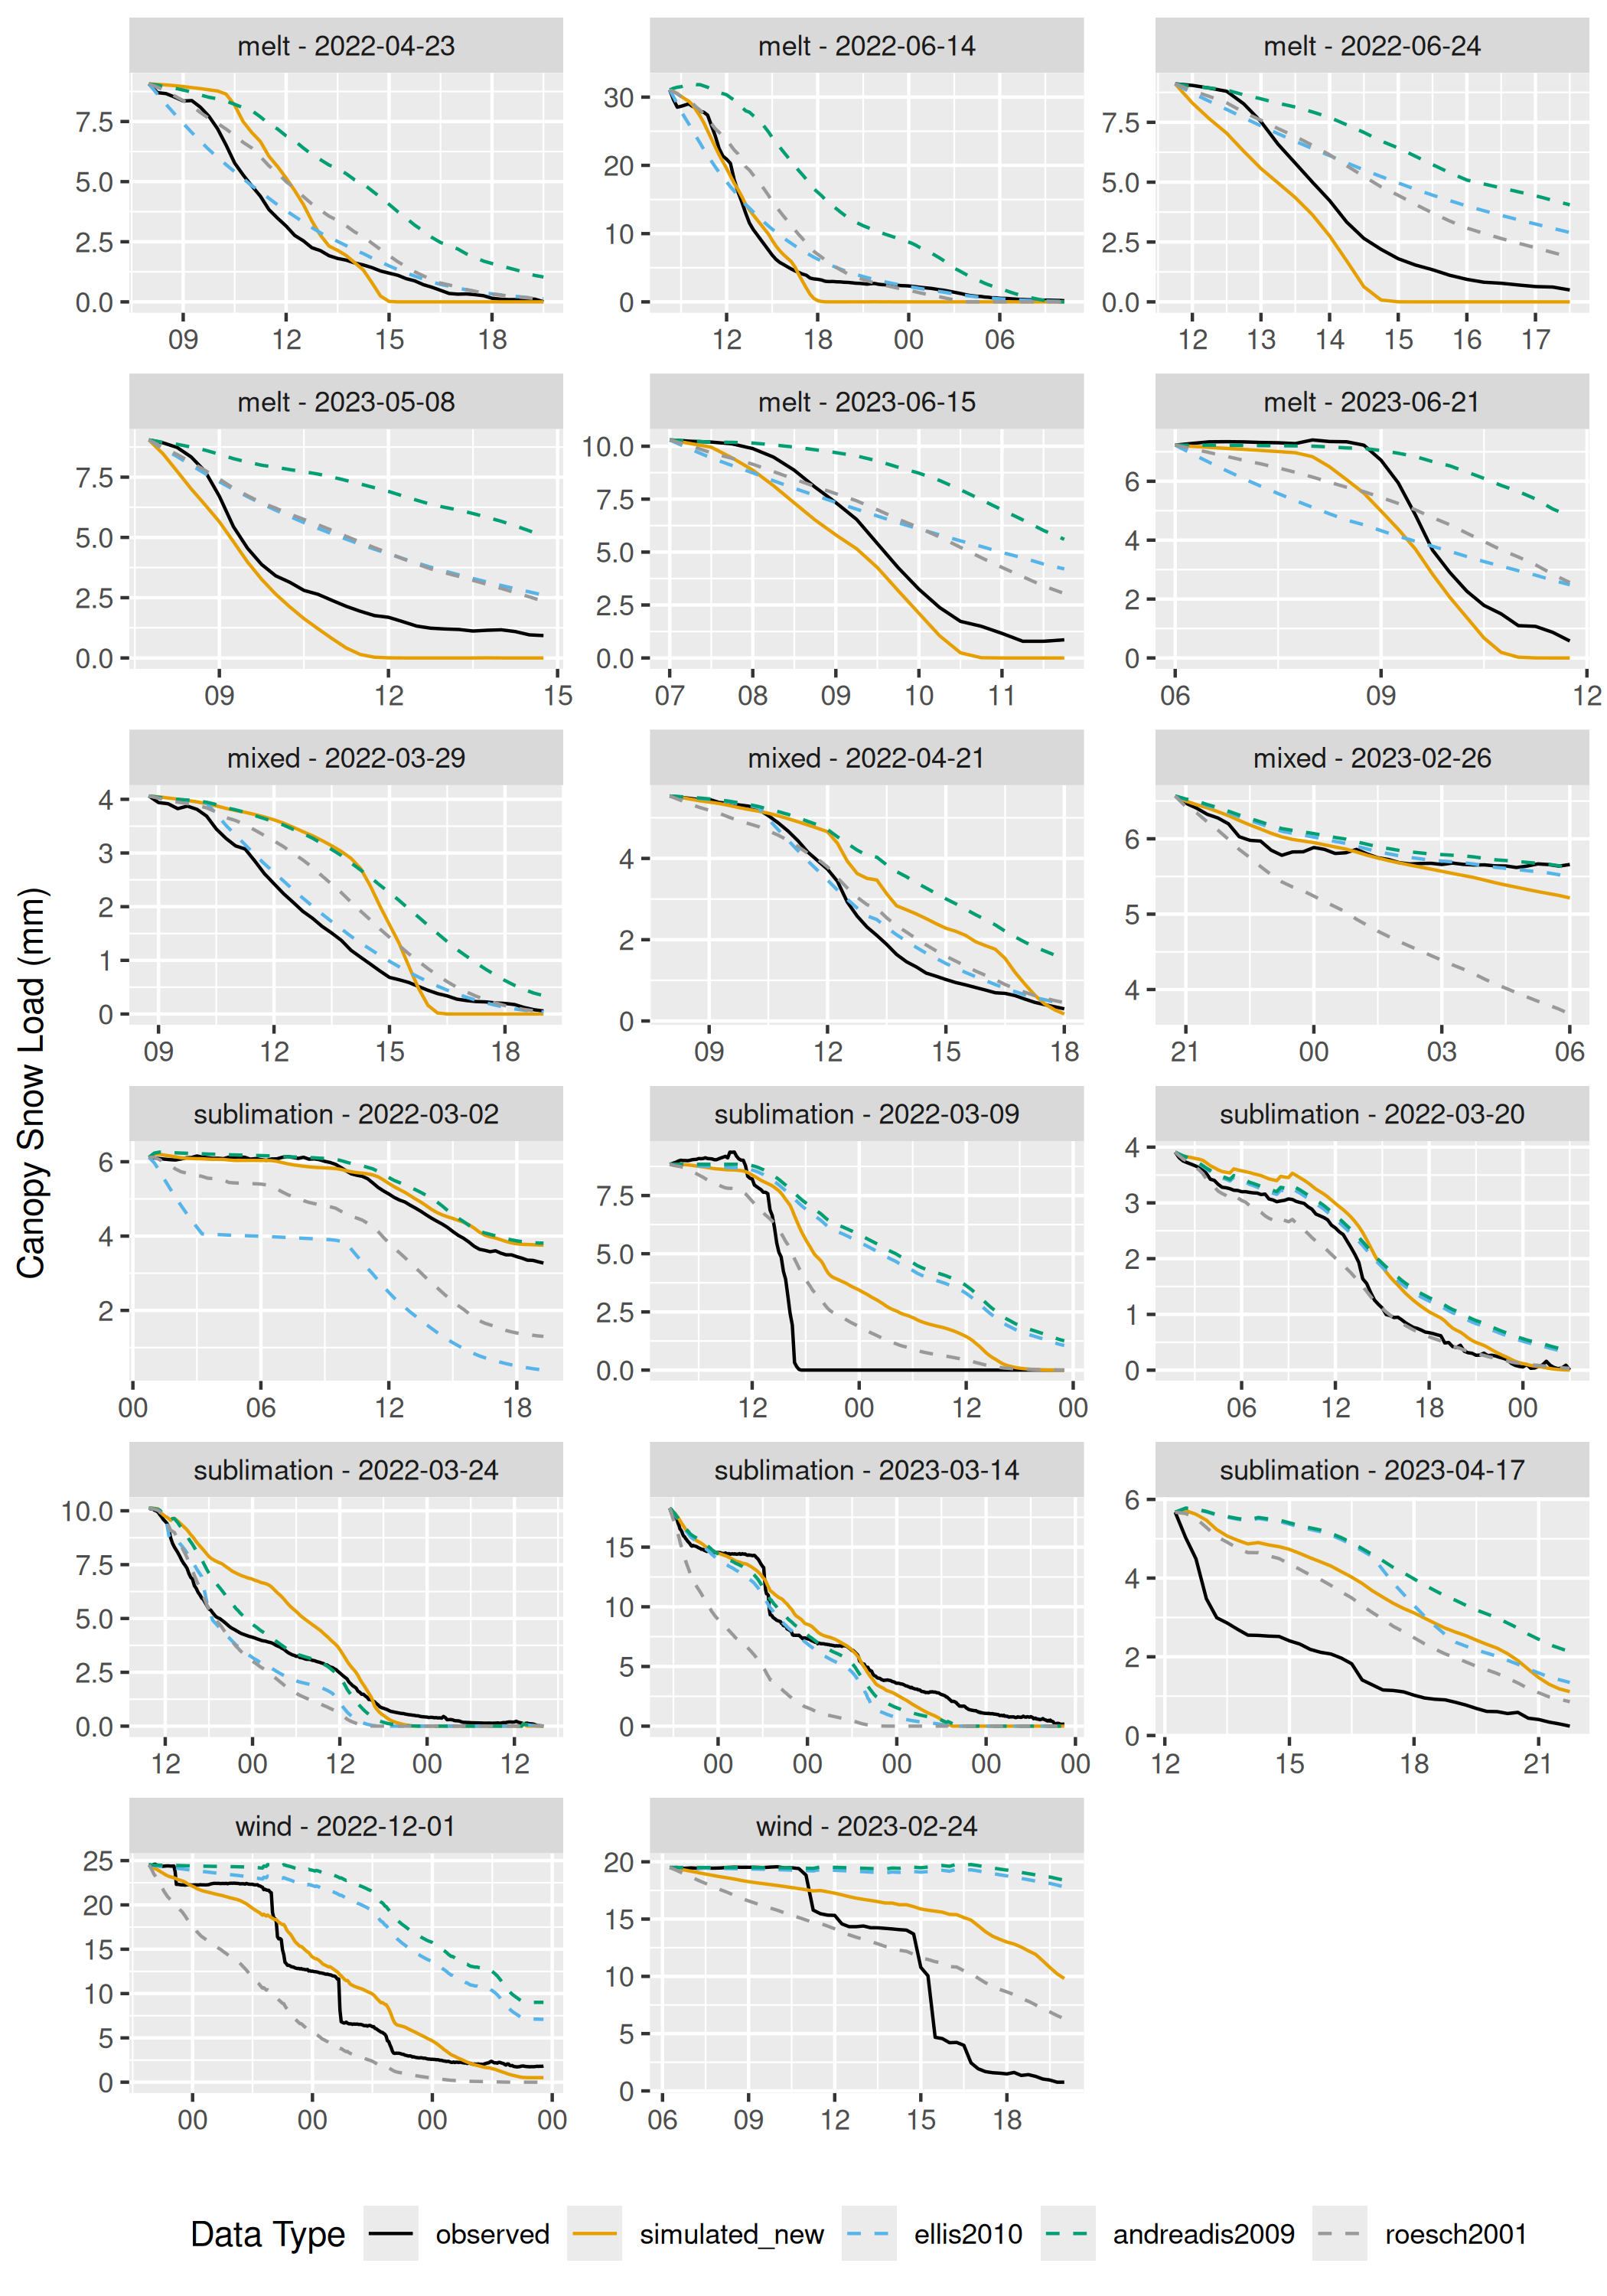 melt - 2022-04-23
melt - 2022-06-14
melt - 2022-06-24
7.5
5.0
2.5
0.0
09 12 15 18
30
20
10
0
12 18 00 06
7.5
5.0
2.5
0.0
12 13 14 15 16 17
melt - 2023-05-08
melt - 2023-06-15
melt - 2023-06-21
7.5
5.0
2.5
0.0
09 12 15
10.0
7.5
5.0
2.5
0.0
07 08 09 10 11
6
4
2
0
06 09 12
mixed - 2022-03-29
mixed - 2022-04-21
mixed - 2023-02-26
4
3
2
1
0
09 12 15 18
4
2
0
09 12 15 18
6
5
4
21 00 03 06
Canopy Snow Load (mm)
sublimation - 2022-03-02
sublimation - 2022-03-09
sublimation - 2022-03-20
6
4
2
00 06 12 18
7.5
5.0
2.5
0.0
12 00 12 00
4
3
2
1
0
06 12 18 00
sublimation - 2022-03-24
sublimation - 2023-03-14
sublimation - 2023-04-17
10.0
7.5
5.0
2.5
0.0
12 00 12 00 12
15
10
5
0
00 00 00 00 00
6
4
2
0
12 15 18 21
wind - 2022-12-01
wind - 2023-02-24
25
20
15
10
5
0
00 00 00 00
20
15
10
5
0
06 09 12 15 18
Data Type observed simulated_new ellis2010 andreadis2009 roesch2001